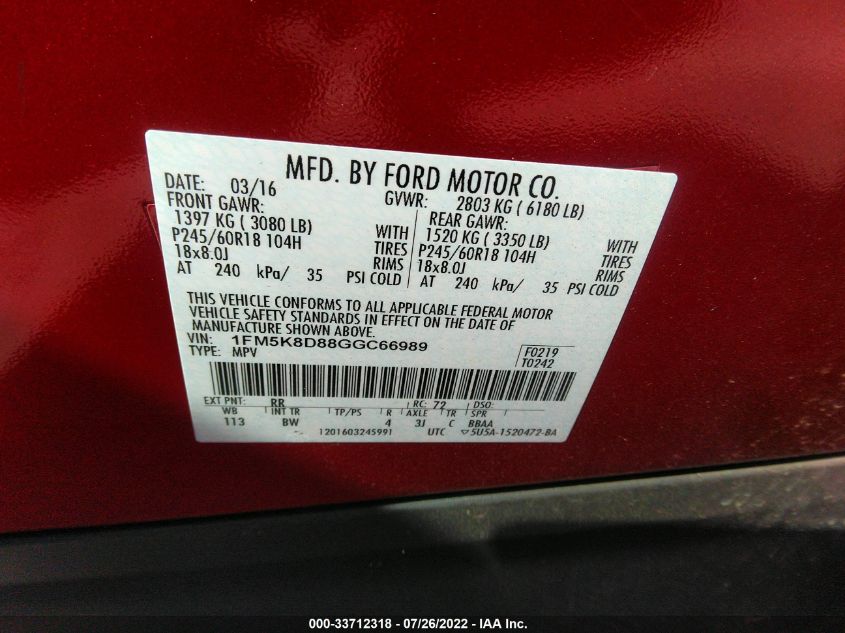 MFD. BY FORD MOTOR CO.
DATE: 03/16 GVWR: 2803 KG ( 6180 LB)
FRONT GAWR: REAR GAWR:
1397 KG ( 3080 LB) WITH 1520 KG ( 3350 LB) WITH
P245/60R18 104H TIRES P245/60R18 104H TIRES
18x8.0J RIMS 18x8.0J RIMS
AT 240 kPa/ 35 PSI COLD AT 240 kPa/ 35 PSI COLD
THIS VEHICLE CONFORMS TO ALL APPLICABLE FEDERAL MOTOR
VEHICLE SAFETY STANDARDS IN EFFECT ON THE DATE OF
MANUFACTURE SHOWN ABOVE.
VIN: 1FM5K8D88GGC66989 F0219
TYPE: MPV T0242
EXT PNT: RR RC: 72 DSO:
WB INT TR TP/PS R AXLE TR SPR
113 BW 4 3J C BBAA
1201603245991 UTC ▽5U5A-1520472-BA
000-33712318 - 07/26/2022 - IAA Inc.